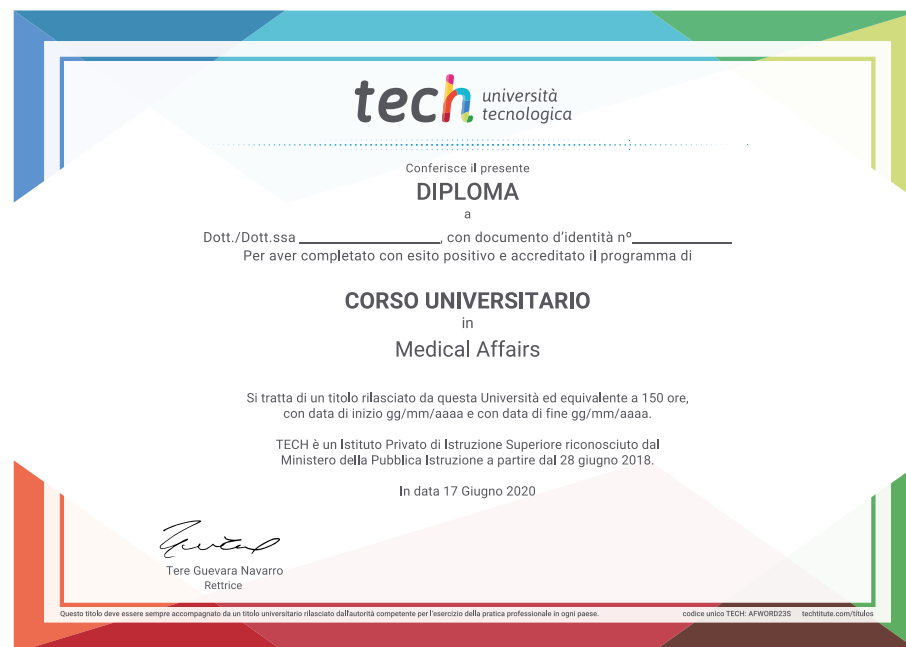 tech università
tecnologica
Conferisce il presente
DIPLOMA
a
Dott./Dott.ssa ____________________, con documento d'identità nº______________
Per aver completato con esito positivo e accreditato il programma di
CORSO UNIVERSITARIO
in
Medical Affairs
Si tratta di un titolo rilasciato da questa Università ed equivalente a 150 ore,
con data di inizio gg/mm/aaaa e con data di fine gg/mm/aaaa.
TECH è un Istituto Privato di Istruzione Superiore riconosciuto dal
Ministero della Pubblica Istruzione a partire dal 28 giugno 2018.
In data 17 Giugno 2020
Tere Guevara Navarro
Rettrice
Questo titolo deve essere sempre accompagnato da un titolo universitario rilasciato dall'autorità competente per l'esercizio della pratica professionale in ogni paese. codice unico TECH: AFWORD23S techtitute.com/titulos